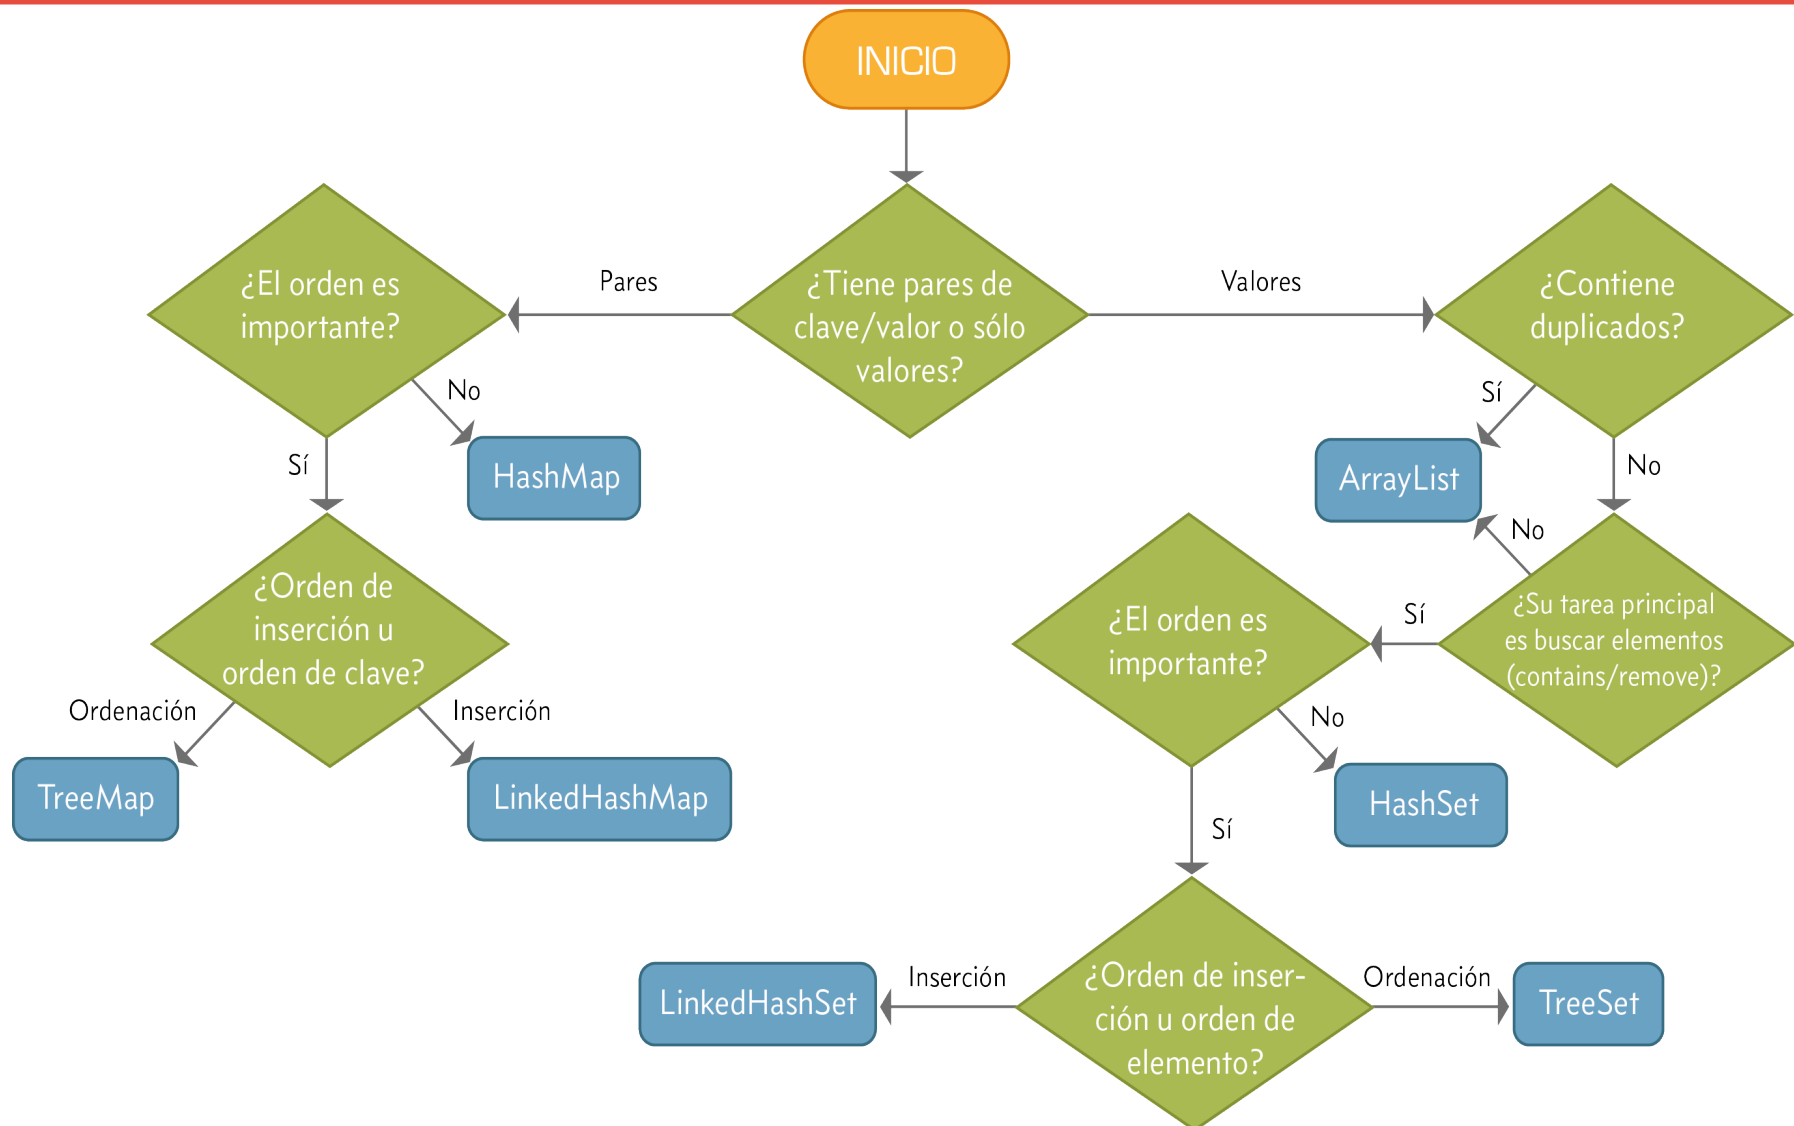 INICIO
¿El orden es
importante?
Pares
¿Tiene pares de
clave/valor o sólo
valores?
Valores
¿Contiene
duplicados?
No
HashMap
Sí
Sí
ArrayList
No
No
¿Orden de
inserción u
orden de clave?
Ordenación
Inserción
TreeMap
LinkedHashMap
¿El orden es
importante?
Sí
¿Su tarea principal
es buscar elementos
(contains/remove)?
No
HashSet
Sí
LinkedHashSet
Inserción
¿Orden de inser-
ción u orden de
elemento?
Ordenación
TreeSet